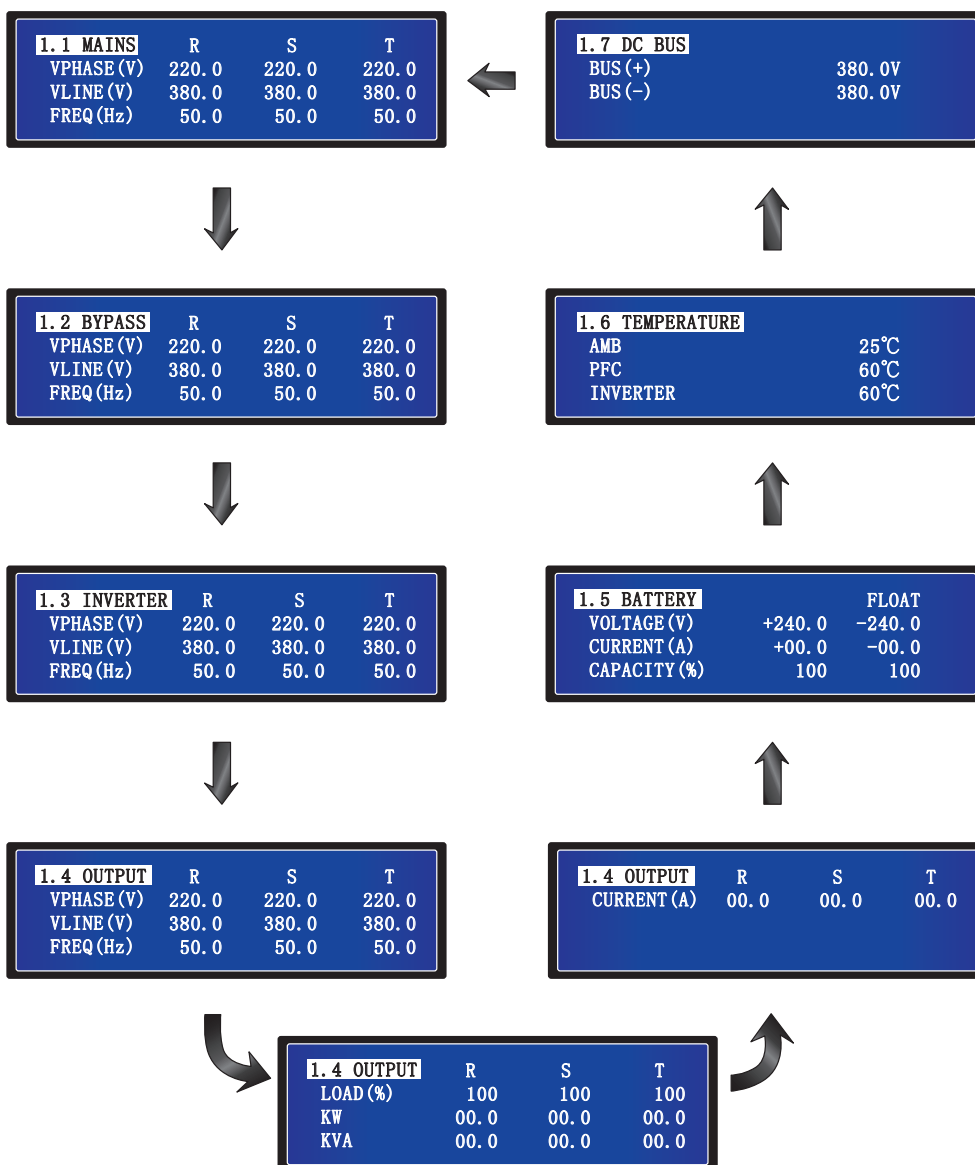 1.1 MAINS R S T
VPHASE(V) 220.0 220.0 220.0
VLINE(V) 380.0 380.0 380.0
FREQ(Hz) 50.0 50.0 50.0
1.2 BYPASS R S T
VPHASE(V) 220.0 220.0 220.0
VLINE(V) 380.0 380.0 380.0
FREQ(Hz) 50.0 50.0 50.0
1.3 INVERTER R S T
VPHASE(V) 220.0 220.0 220.0
VLINE(V) 380.0 380.0 380.0
FREQ(Hz) 50.0 50.0 50.0
1.4 OUTPUT R S T
VPHASE(V) 220.0 220.0 220.0
VLINE(V) 380.0 380.0 380.0
FREQ(Hz) 50.0 50.0 50.0
1.4 OUTPUT R S T
LOAD(%) 100 100 100
KW 00.0 00.0 00.0
KVA 00.0 00.0 00.0
1.4 OUTPUT R S T
CURRENT(A) 00.0 00.0 00.0
1.5 BATTERY FLOAT
VOLTAGE(V) +240.0 -240.0
CURRENT(A) +00.0 -00.0
CAPACITY(%) 100 100
1.6 TEMPERATURE
AMB 25℃
PFC 60℃
INVERTER 60℃
1.7 DC BUS
BUS(+) 380.0V
BUS(-) 380.0V